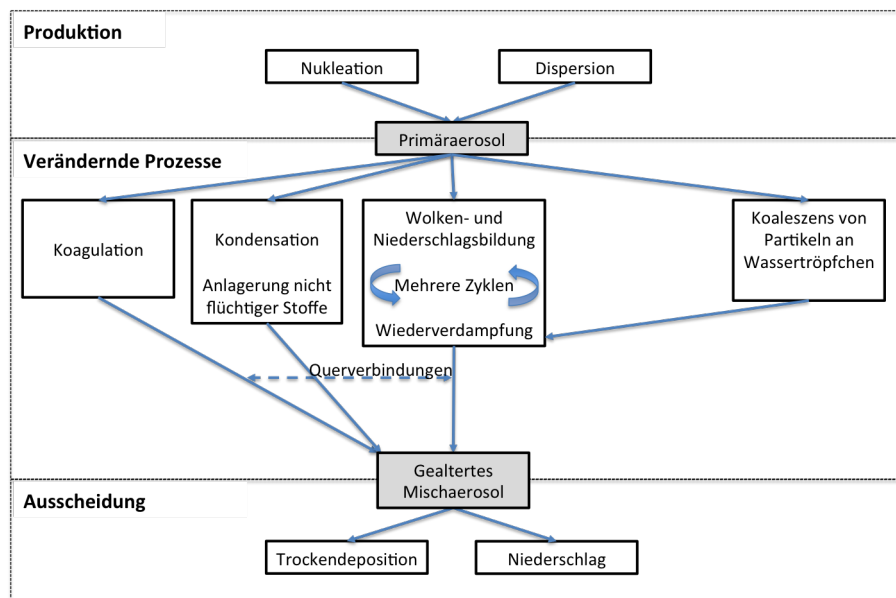 Produktion
Nukleation
Dispersion
Primäraerosol
Verändernde Prozesse
Koagulation
Kondensation
Anlagerung nicht
flüchtiger Stoffe
Wolken- und
Niederschlagsbildung
Mehrere Zyklen
Wiederverdampfung
Koaleszens von
Partikeln an
Wassertröpfchen
Querverbindungen
Gealtertes
Mischaerosol
Ausscheidung
Trockendeposition
Niederschlag